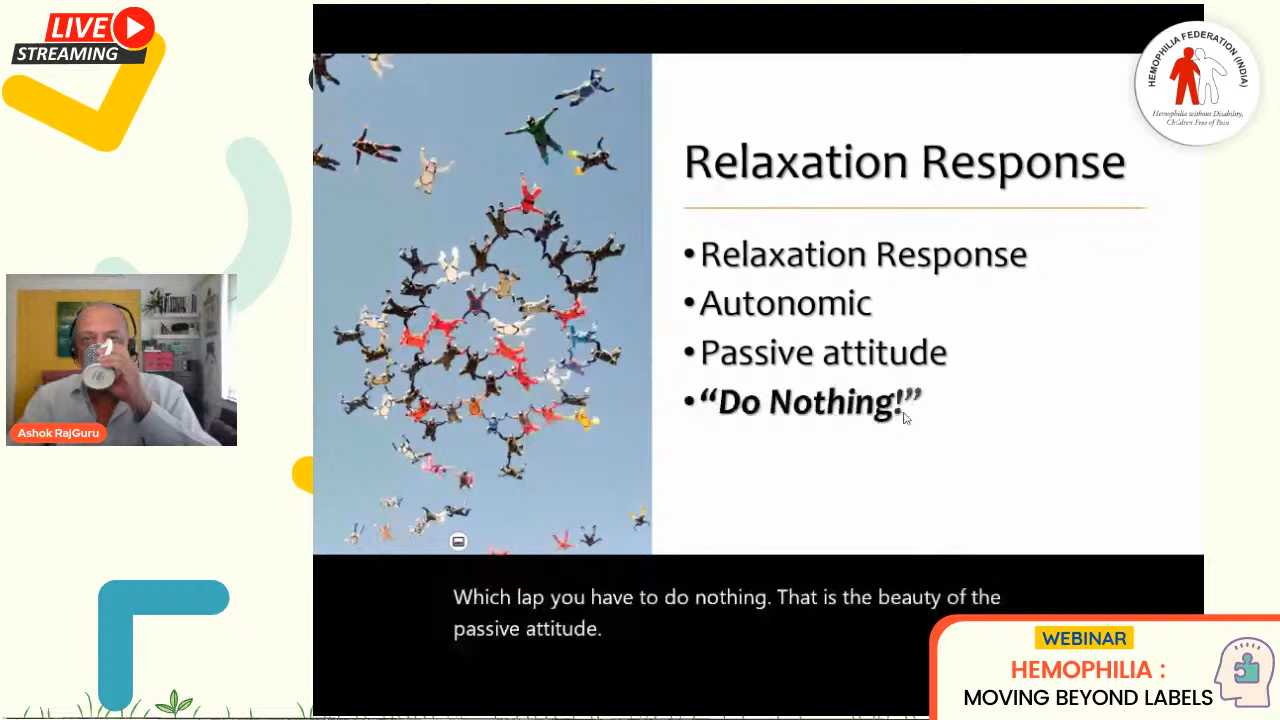 LIVE
STREAMING
HEMOPHILIA FEDERATION (INDIA)
Hemophilia without Disability,
Children Free of Pain
Relaxation Response
•Relaxation Response
•Autonomic
•Passive attitude
•“Do Nothing!”
Ashok RajGuru
Which lap you have to do nothing. That is the beauty of the
passive attitude.
WEBINAR
HEMOPHILIA :
MOVING BEYOND LABELS